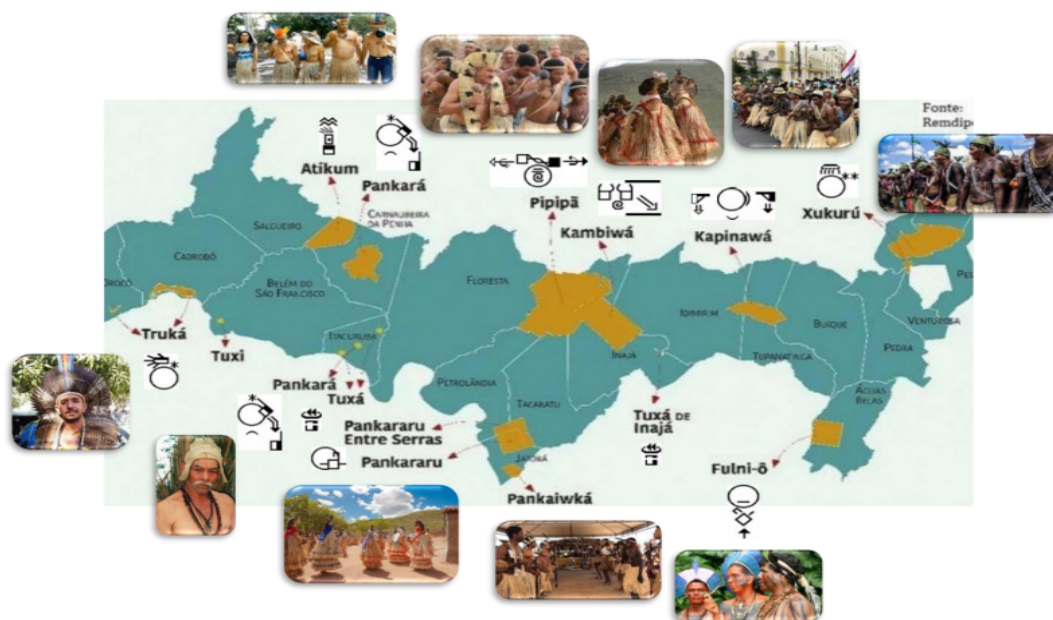 Fonte:
Remdipe
Atikum
Pankará
Pipipã
Kambiwá
Kapinawá
Xukurú
SALGUEIRO
CARNAUBEIRA
DA PENHA
CABROBÓ
BELÉM DO
SÃO FRANCISCO
FLORESTA
ITACURUBA
IBIMIRIM
BUIQUE
VENTUROSA
PEDRA
TUPANATINGA
INAJÁ
PETROLÂNDIA
TACARATU
JATOBÁ
ÁGUAS
BELAS
Truká
Tuxi
Pankará
Tuxá
Pankararu
Entre Serras
Pankararu
Pankaiwká
Tuxá DE
Inajá
Fulni-ô